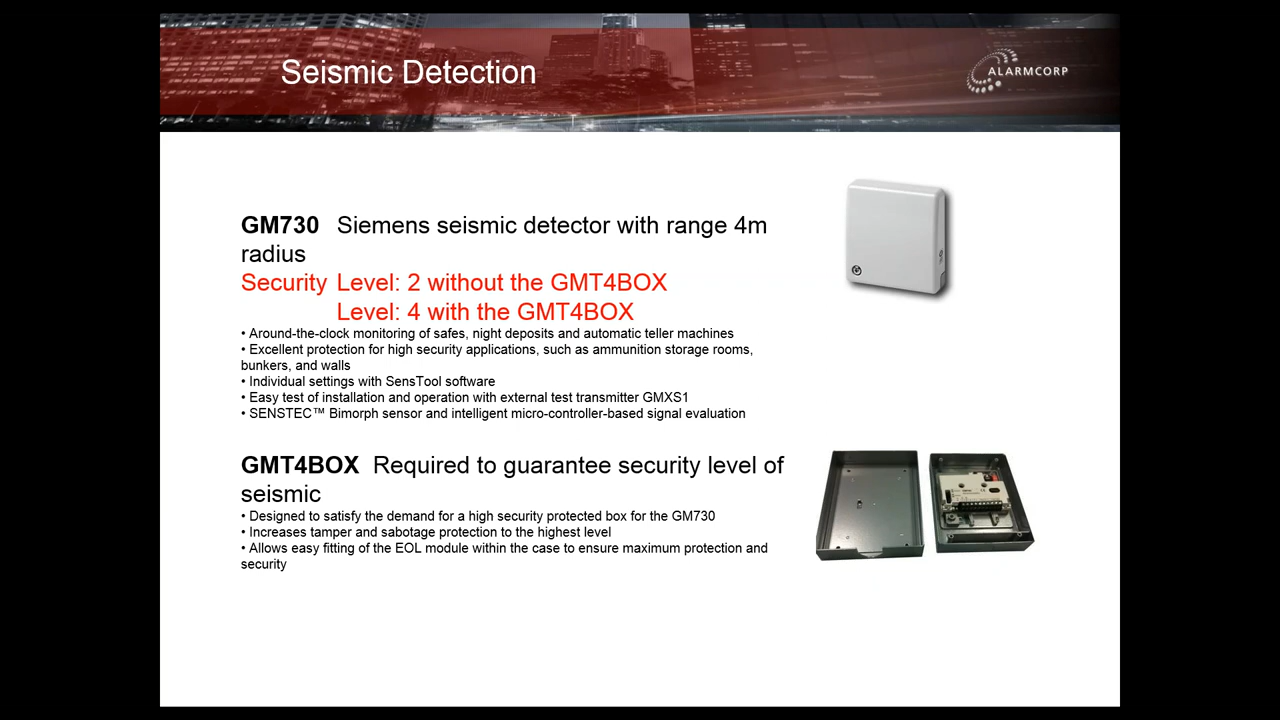 Seismic Detection
ALARMCORP
GM730 Siemens seismic detector with range 4m
radius
Security Level: 2 without the GMT4BOX
Level: 4 with the GMT4BOX
• Around-the-clock monitoring of safes, night deposits and automatic teller machines
• Excellent protection for high security applications, such as ammunition storage rooms,
bunkers, and walls
• Individual settings with SensTool software
• Easy test of installation and operation with external test transmitter GMXS1
• SENSTEC™ Bimorph sensor and intelligent micro-controller-based signal evaluation
GMT4BOX Required to guarantee security level of
seismic
• Designed to satisfy the demand for a high security protected box for the GM730
• Increases tamper and sabotage protection to the highest level
• Allows easy fitting of the EOL module within the case to ensure maximum protection and
security